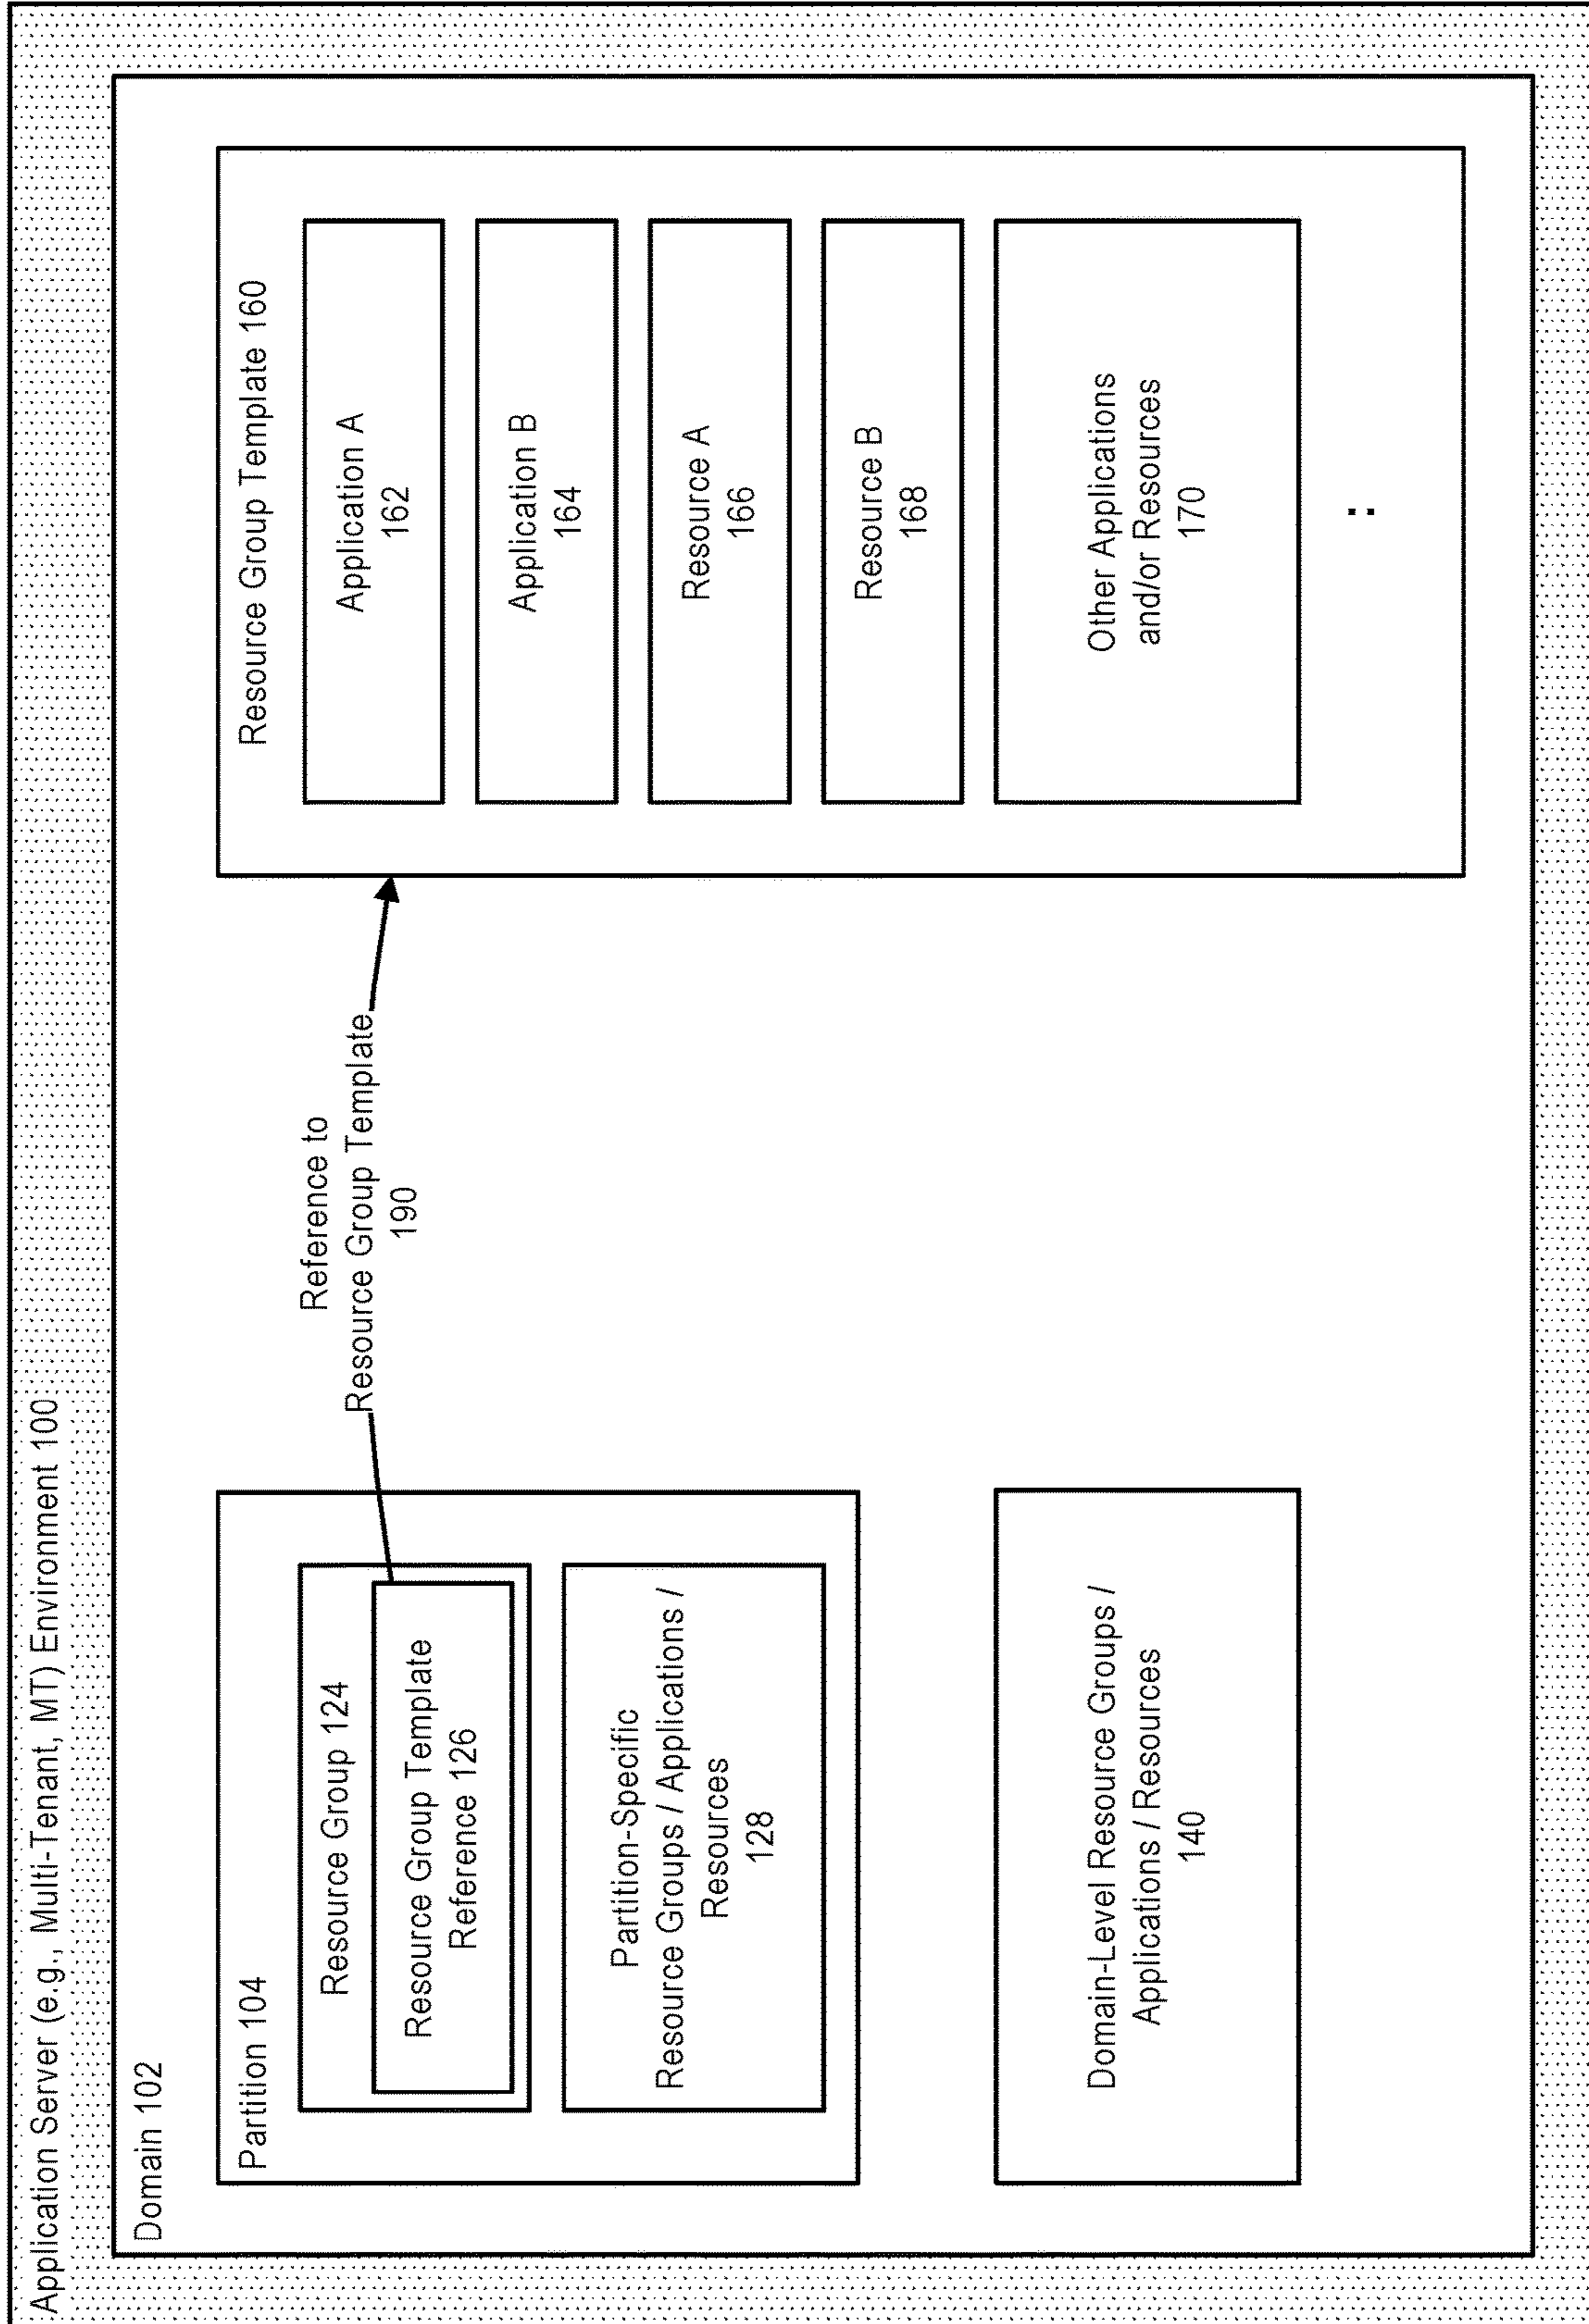 Application Server (e.g., Multi-Tenant, MT) Environment 100
Domain 102
Partition 104
Resource Group 124
Resource Group Template
Reference 126
Partition-Specific
Resource Groups / Applications /
Resources
128
Domain-Level Resource Groups /
Applications / Resources
140
Reference to
Resource Group Template
190
Resource Group Template 160
Application A
162
Application B
164
Resource A
166
Resource B
168
Other Applications
and/or Resources
170
..